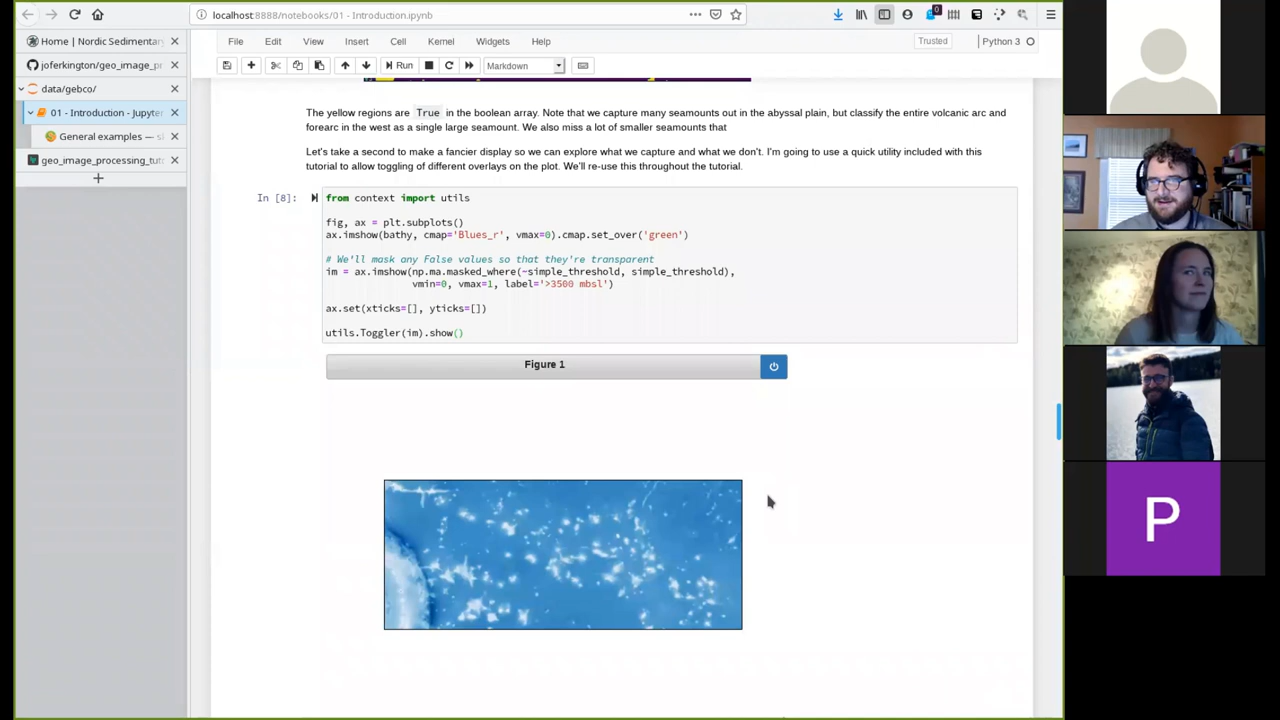 localhost:8888/notebooks/01 - Introduction.ipynb
Home | Nordic Sedimentar
joferkington/geo_image_pr
data/gebco/
01 - Introduction - Jupyter
General examples — s
geo_image_processing_tut
File Edit View Insert Cell Kernel Widgets Help
Trusted
Python 3
Run
Markdown
0
The yellow regions are True in the boolean array. Note that we capture many seamounts out in the abyssal plain, but classify the entire volcanic arc and
forearc in the west as a single large seamount. We also miss a lot of smaller seamounts that
Let's take a second to make a fancier display so we can explore what we capture and what we don't. I'm going to use a quick utility included with this
tutorial to allow toggling of different overlays on the plot. We'll re-use this throughout the tutorial.
In [8]:
from context import utils
fig, ax = plt.subplots()
ax.imshow(bathy, cmap='Blues_r', vmax=0).cmap.set_over('green')
# We'll mask any False values so that they're transparent
im = ax.imshow(np.ma.masked_where(~simple_threshold, simple_threshold),
vmin=0, vmax=1, label='>3500 mbsl')
ax.set(xticks=[], yticks=[])
utils.Toggler(im).show()
Figure 1
P